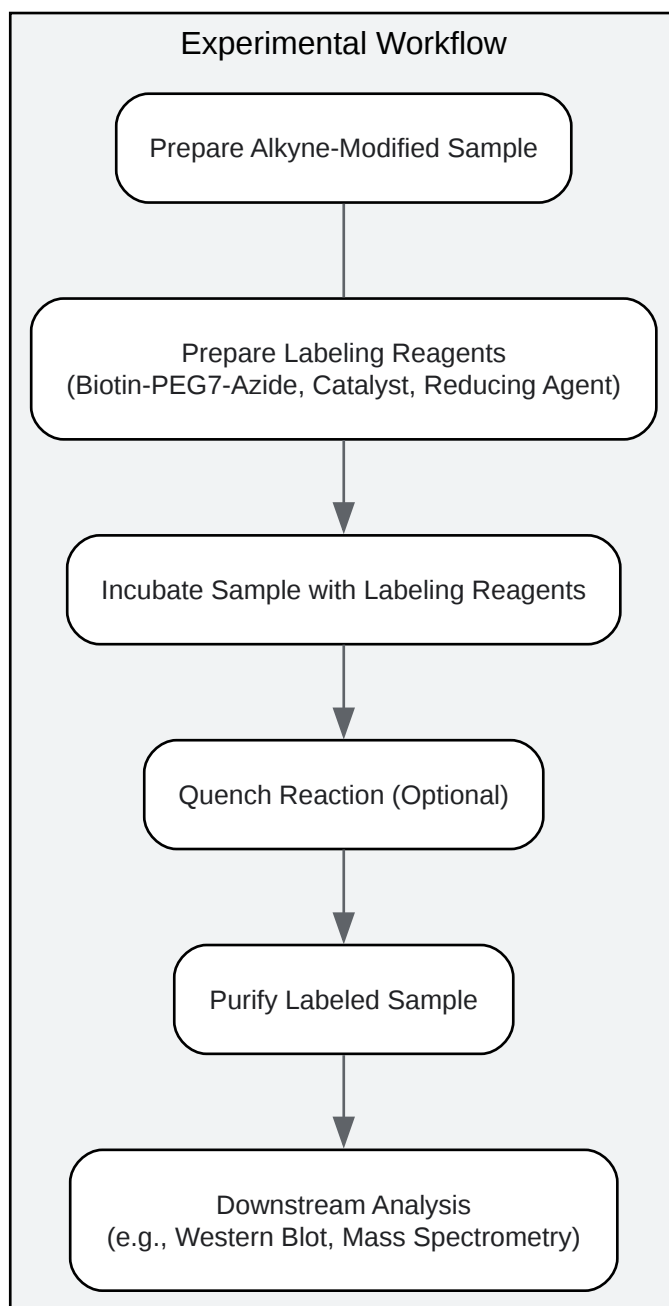 Experimental Workflow
Prepare Alkyne-Modified Sample
Prepare Labeling Reagents
(Biotin-PEG7-Azide, Catalyst, Reducing Agent)
Incubate Sample with Labeling Reagents
Quench Reaction (Optional)
Purify Labeled Sample
Downstream Analysis
(e.g., Western Blot, Mass Spectrometry)